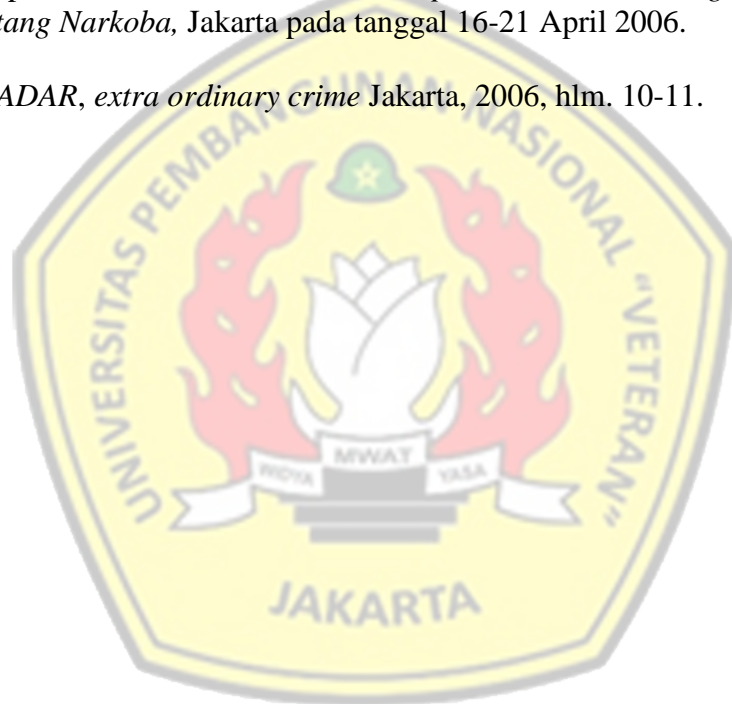 tang Narkoba, Jakarta pada tanggal 16-21 April 2006.
ADAR, extra ordinary crime Jakarta, 2006, hlm. 10-11.
UNIVERSITAS PEMBANGUNAN NASIONAL "VETERAN"
WIDYA MWAT YASA
JAKARTA